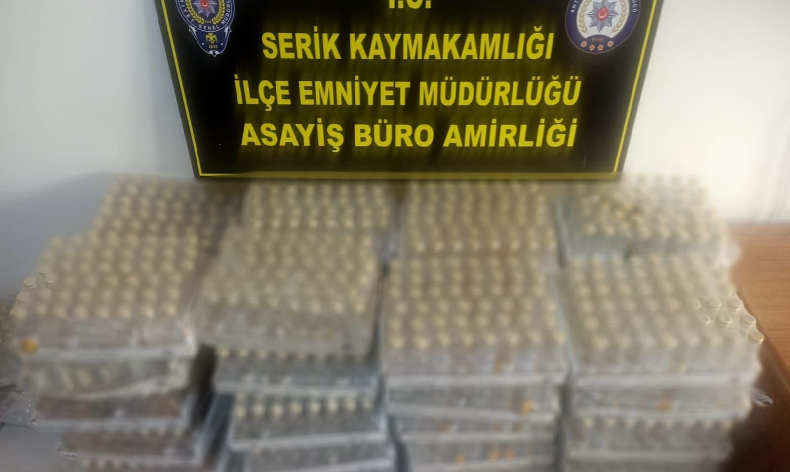 T.C.
SERİK KAYMAKAMLIĞI
İLÇE EMNİYET MÜDÜRLÜĞÜ
ASAYİŞ BÜRO AMİRLİĞİ